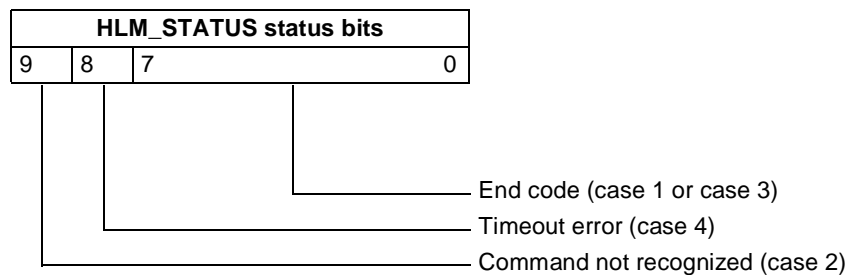 HLM_STATUS status bits
9 8 7 0
End code (case 1 or case 3)
Timeout error (case 4)
Command not recognized (case 2)